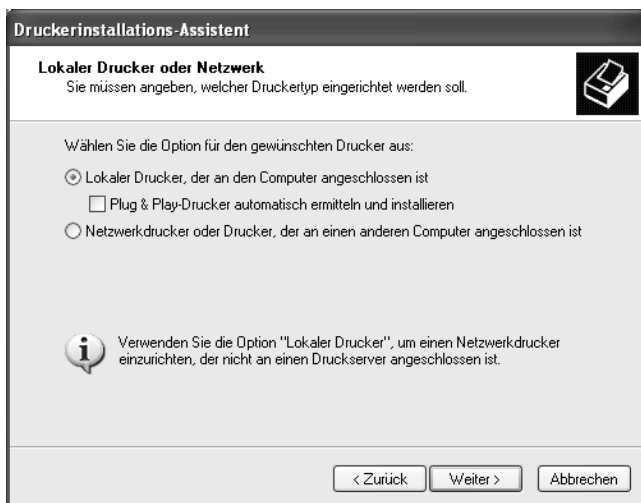 Druckerinstallations-Assistent
Lokaler Drucker oder Netzwerk
Sie müssen angeben, welcher Druckertyp eingerichtet werden soll.
Wählen Sie die Option für den gewünschten Drucker aus:
Lokaler Drucker, der an den Computer angeschlossen ist
Plug & Play-Drucker automatisch ermitteln und installieren
Netzwerkdrucker oder Drucker, der an einen anderen Computer angeschlossen ist
Verwenden Sie die Option "Lokaler Drucker", um einen Netzwerkdrucker
einzurichten, der nicht an einen Druckserver angeschlossen ist.
< Zurück Weiter > Abbrechen